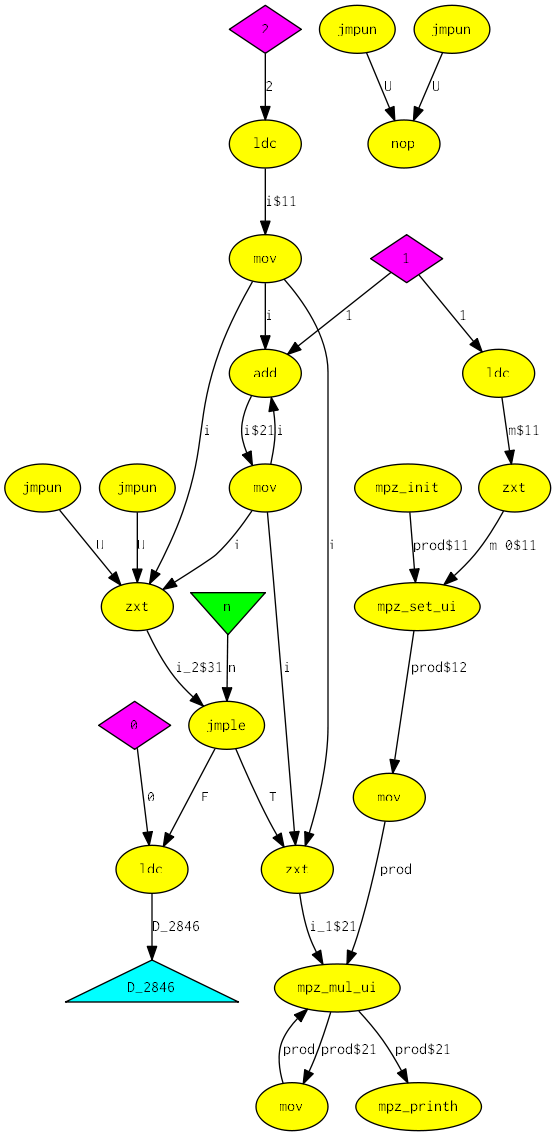 2
jmpun
jmpun
2
U
U
ldc
nop
i$11
mov
1
i
1
1
add
ldc
i
i$21
i
m$11
jmpun
jmpun
mov
mpz_init
zxt
U
U
i
i
prod$11
m_0$11
zxt
n
mpz_set_ui
i_2$31
n
i
prod$12
0
jmple
0
F
T
mov
ldc
zxt
prod
D_2846
i_1$21
D_2846
mpz_mul_ui
prod
prod$21
prod$21
mov
mpz_printh